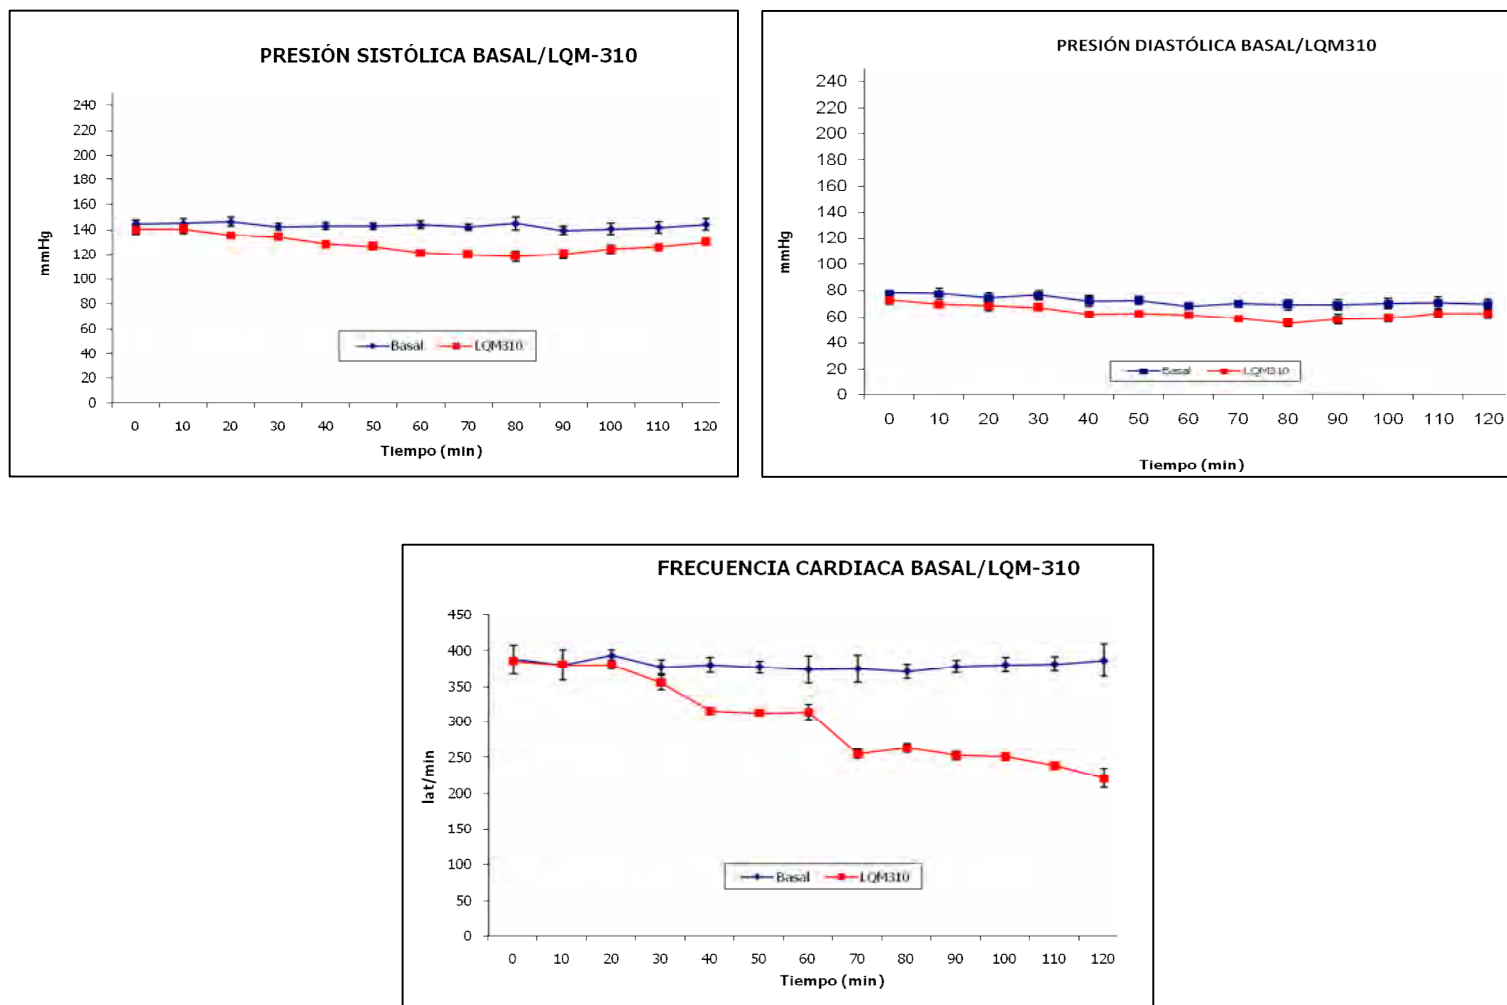 PRESIÓN SISTÓLICA BASAL/LQM-310
mmHg
240
220
200
180
160
140
120
100
80
60
40
20
0
Basal LQM310
0 10 20 30 40 50 60 70 80 90 100 110 120
Tiempo (min)
PRESIÓN DIASTÓLICA BASAL/LQM310
mmHg
240
220
200
180
160
140
120
100
80
60
40
20
0
Basal LQM310
0 10 20 30 40 50 60 70 80 90 100 110 120
Tiempo (min)
FRECUENCIA CARDIACA BASAL/LQM-310
lat/min
450
400
350
300
250
200
150
100
50
0
Basal LQM310
0 10 20 30 40 50 60 70 80 90 100 110 120
Tiempo (min)